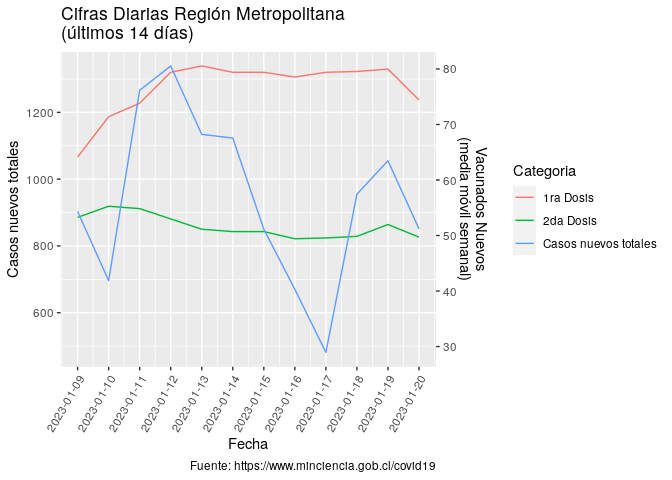 Cifras Diarias Región Metropolitana
(últimos 14 días)
Casos nuevos totales
1200
1000
800
600
80
70
60
50
40
30
Vacunados Nuevos
(media móvil semanal)
2023-01-09
2023-01-10
2023-01-11
2023-01-12
2023-01-13
2023-01-14
2023-01-15
2023-01-16
2023-01-17
2023-01-18
2023-01-19
2023-01-20
Fecha
Categoria
1ra Dosis
2da Dosis
Casos nuevos totales
Fuente: https://www.minciencia.gob.cl/covid19